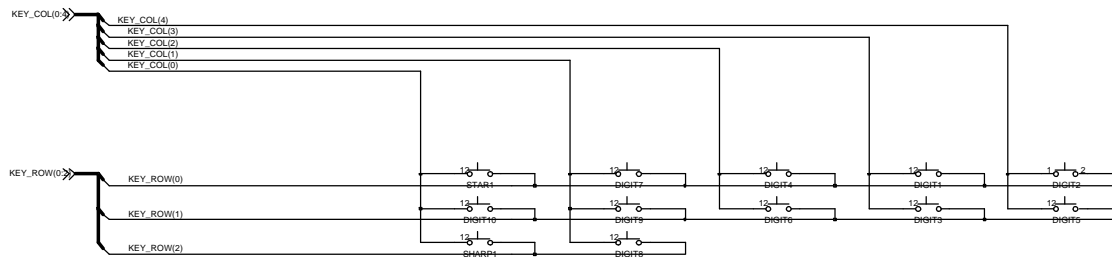 KEY_COL(0:4)
KEY_COL(4)
KEY_COL(3)
KEY_COL(2)
KEY_COL(1)
KEY_COL(0)
KEY_ROW(0:2)
12 12 12 12 1 2
KEY_ROW(0)
STAR1 DIGIT7 DIGIT4 DIGIT1 DIGIT2
12 12 12 12 12
KEY_ROW(1)
DIGIT10 DIGIT9 DIGIT6 DIGIT3 DIGIT5
12 12
KEY_ROW(2)
SHARP1 DIGIT8